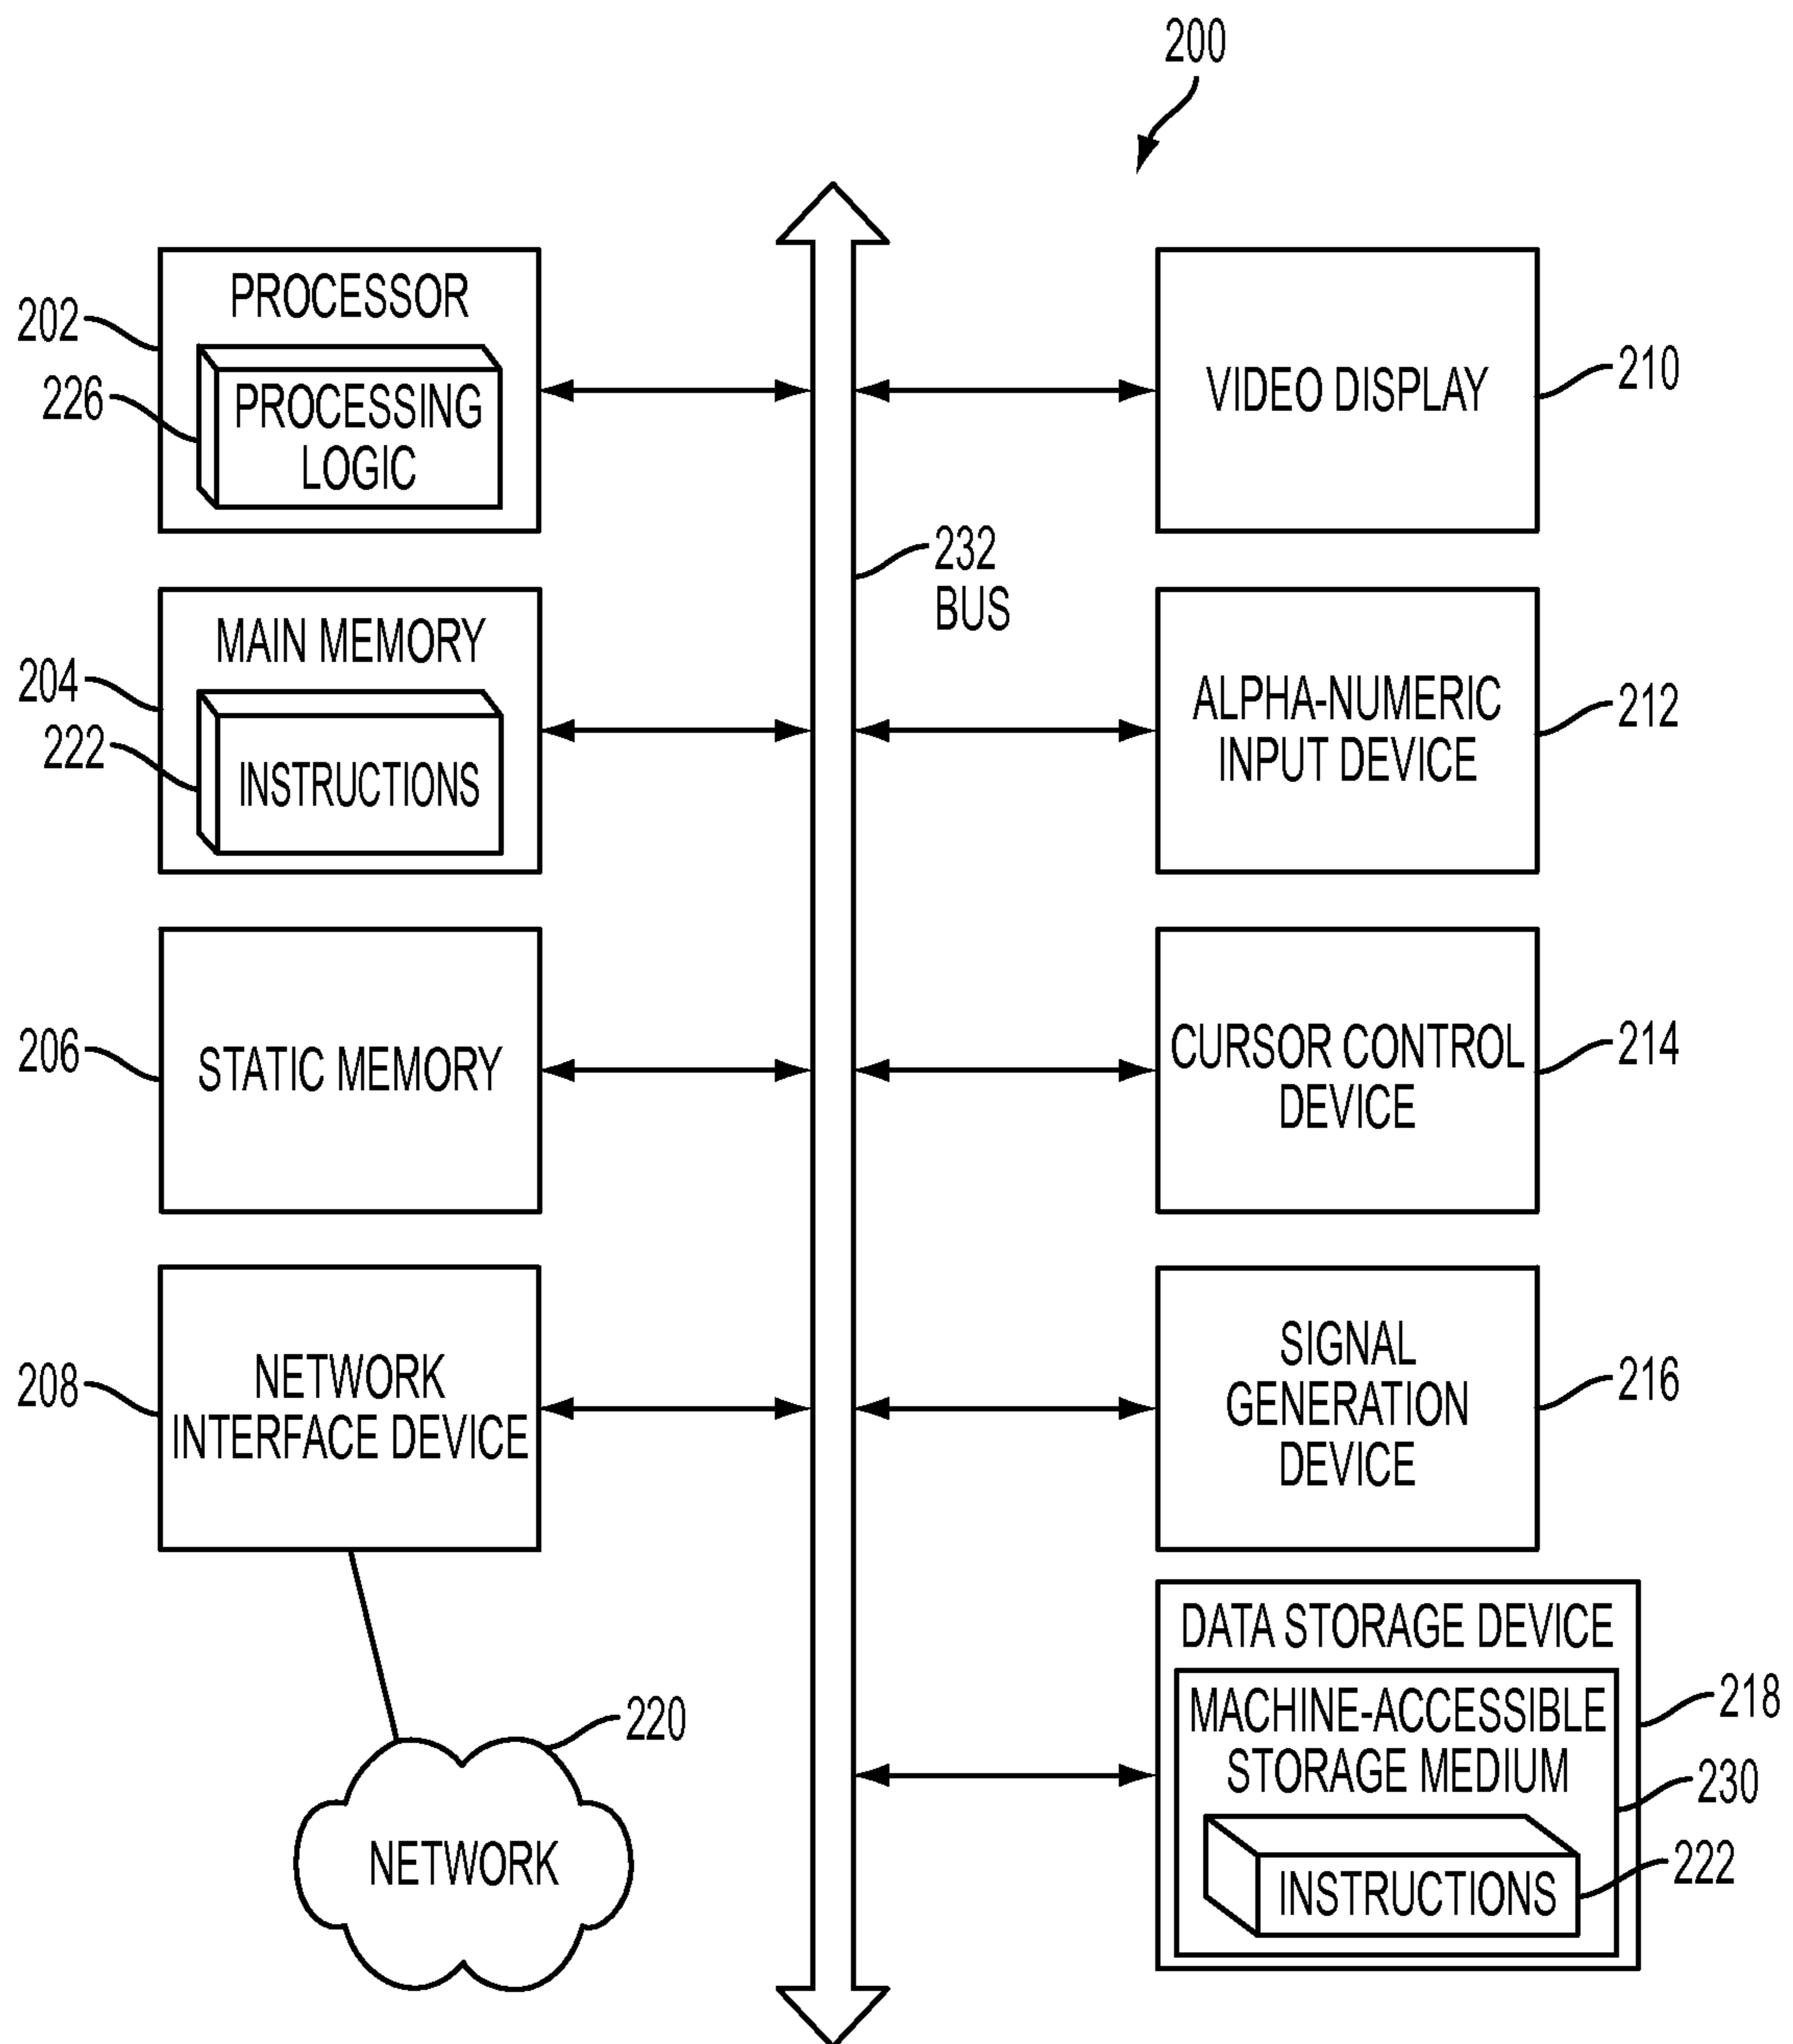 200
PROCESSOR
202
226
PROCESSING
LOGIC
VIDEO DISPLAY
210
232
BUS
MAIN MEMORY
204
222
INSTRUCTIONS
ALPHA-NUMERIC
INPUT DEVICE
212
STATIC MEMORY
206
CURSOR CONTROL
DEVICE
214
NETWORK
INTERFACE DEVICE
208
SIGNAL
GENERATION
DEVICE
216
DATA STORAGE DEVICE
MACHINE-ACCESSIBLE
STORAGE MEDIUM
218
230
INSTRUCTIONS
222
220
NETWORK